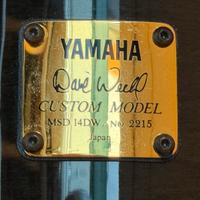 YAMAHA
Dave Weckl
CUSTOM MODEL
MSD 14DW No 2215
Japan